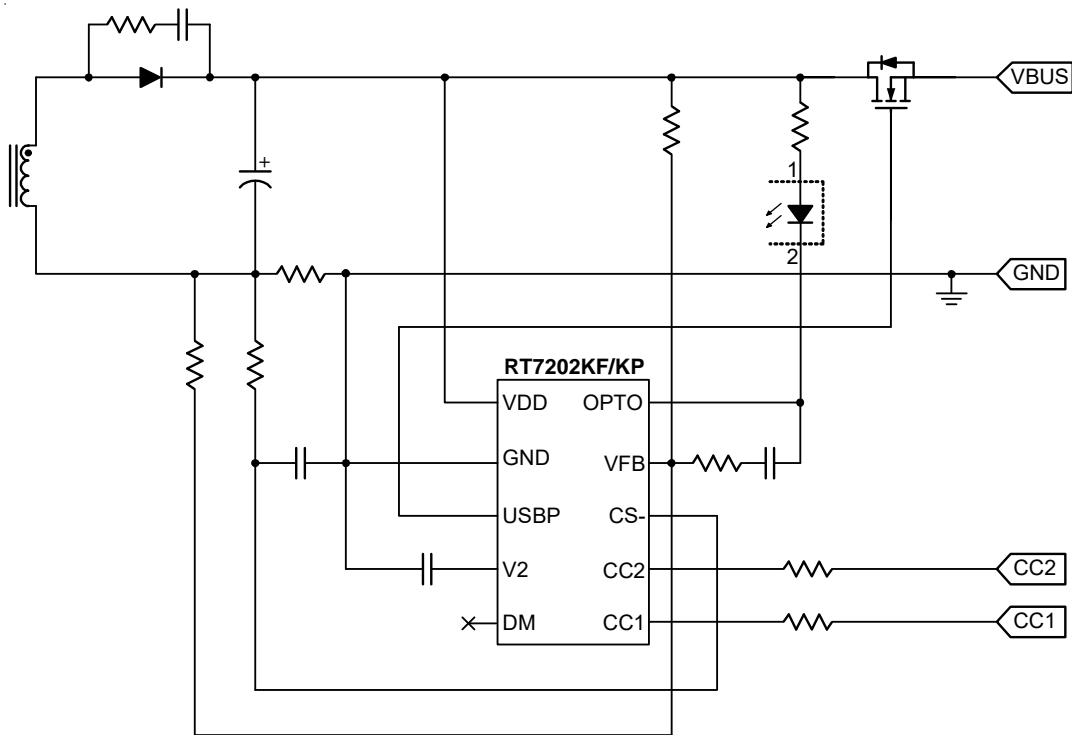 VBUS
+
1
2
GND
RT7202KF/KP
VDD
OPTO
GND
VFB
USBP
CS-
V2
CC2
CC2
DM
CC1
CC1